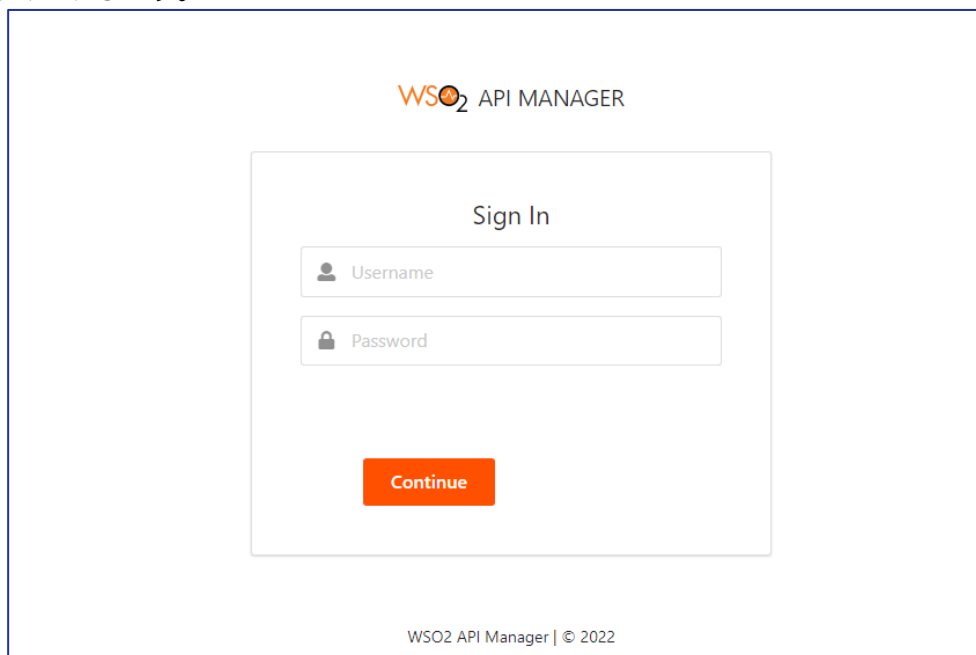 WSO2 API MANAGER
Sign In
Username
Password
Continue
WSO2 API Manager | © 2022